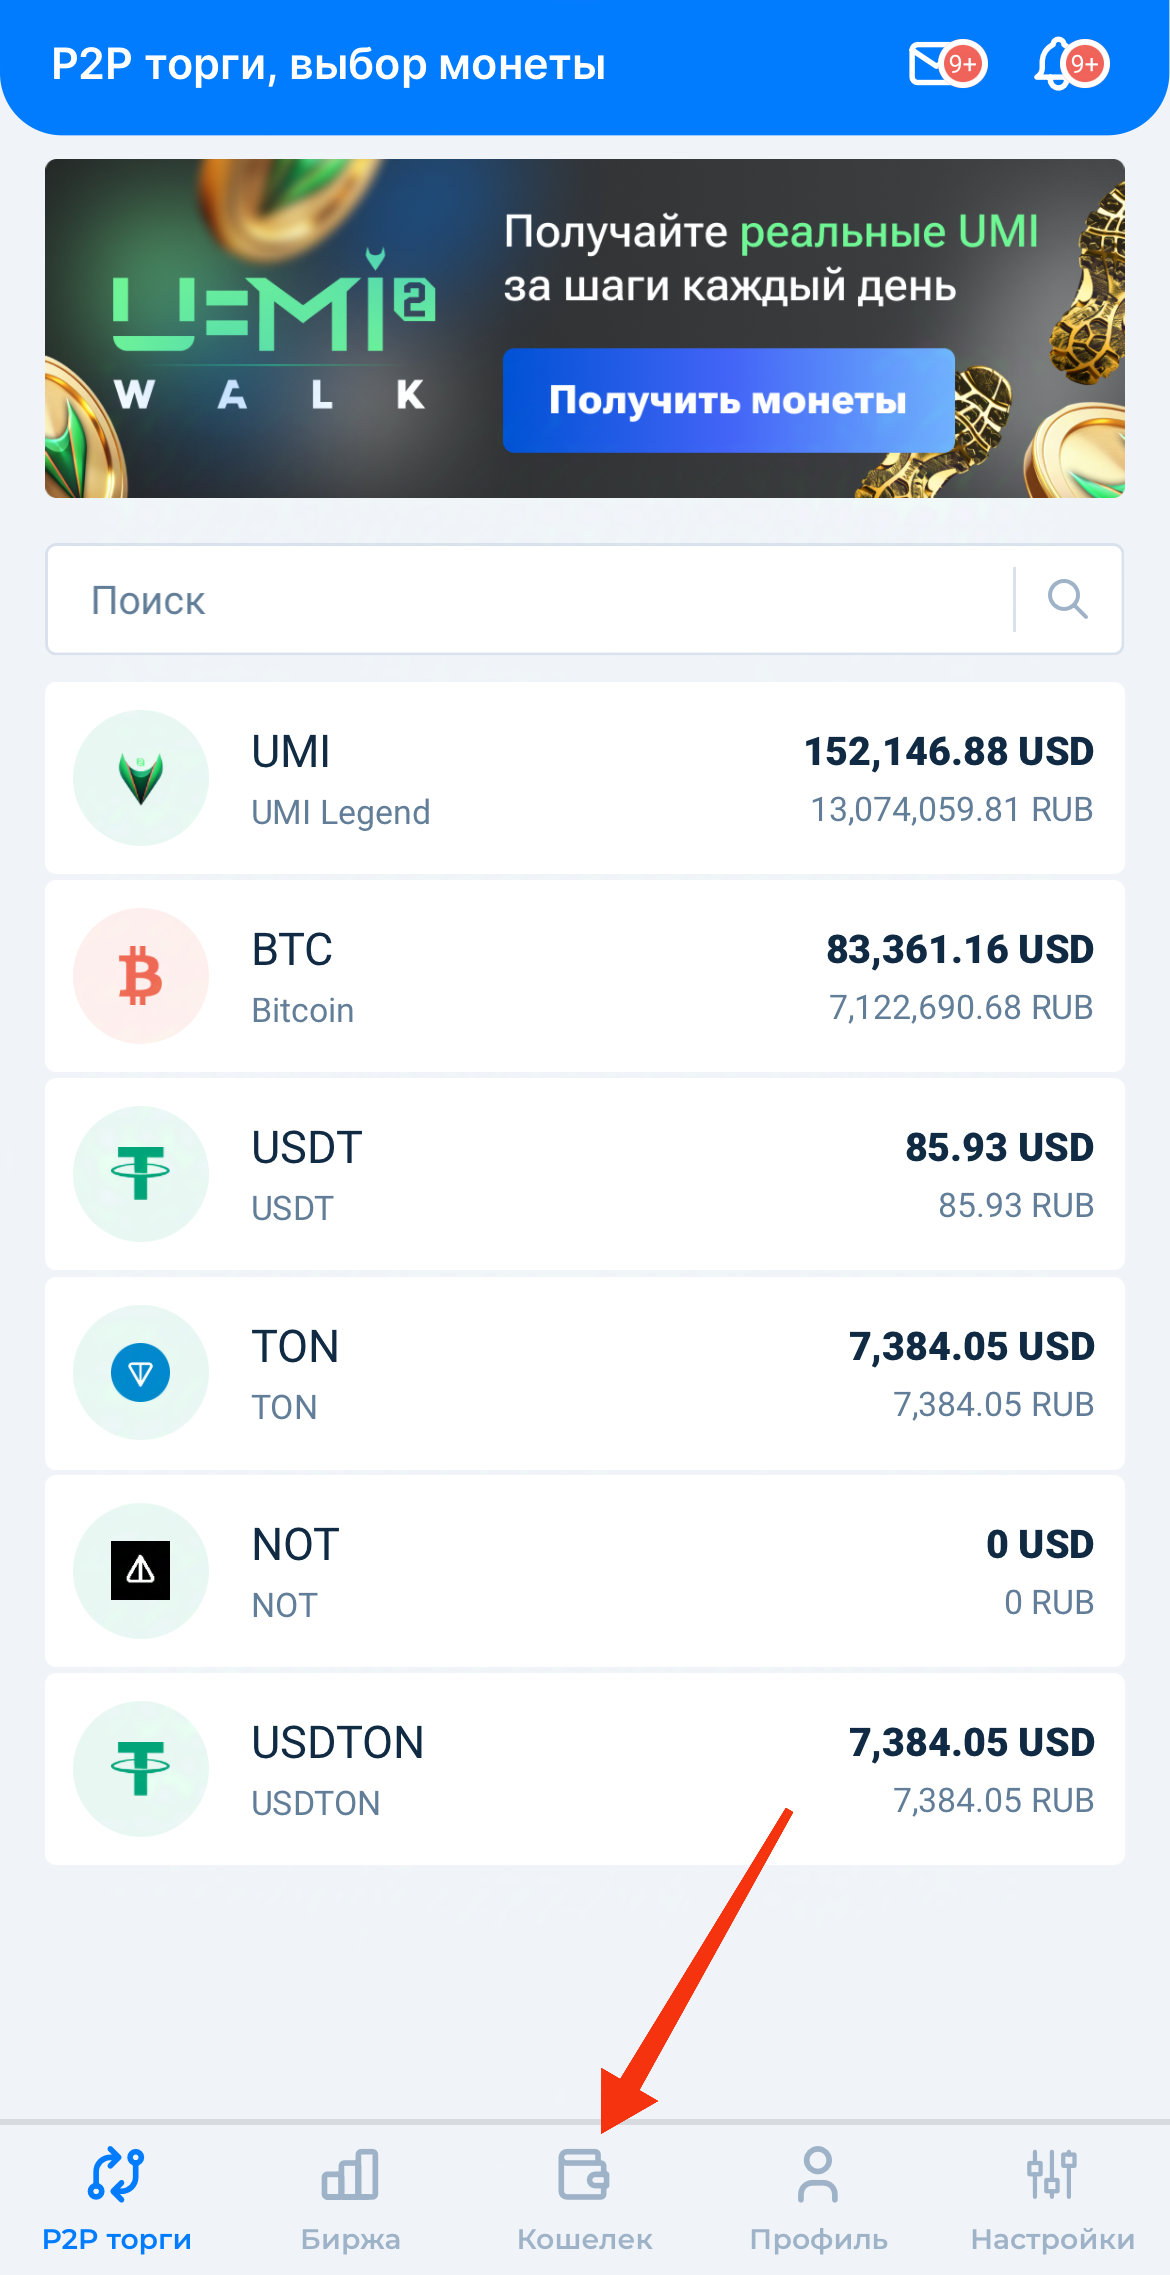 P2P торги, выбор монеты
9+
9+
UMI 2
WALK
Получайте реальные UMI
за шаги каждый день
Получить монеты
Поиск
UMI
152,146.88 USD
UMI Legend
13,074,059.81 RUB
BTC
83,361.16 USD
Bitcoin
7,122,690.68 RUB
USDT
85.93 USD
USDT
85.93 RUB
TON
7,384.05 USD
TON
7,384.05 RUB
NOT
0 USD
NOT
0 RUB
USDTON
7,384.05 USD
USDTON
7,384.05 RUB
P2P торги
Биржа
Кошелек
Профиль
Настройки